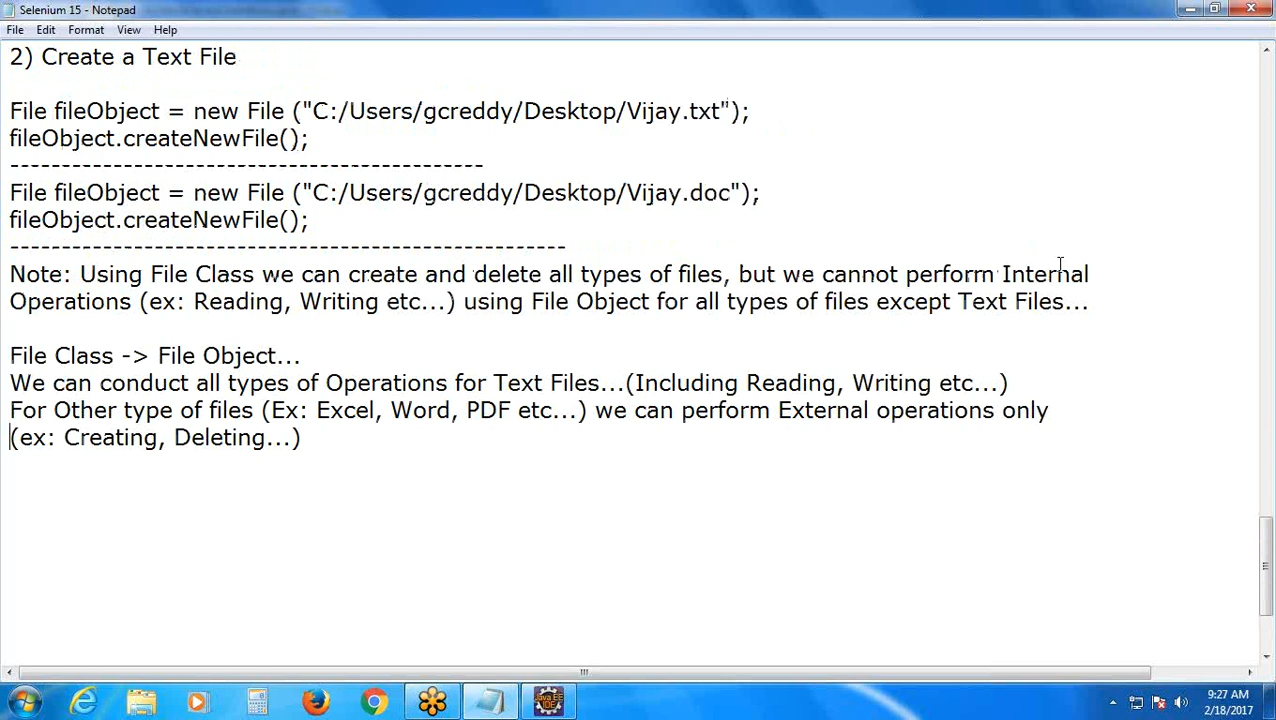 Selenium 15 - Notepad
File Edit Format View Help
2) Create a Text File
File fileObject = new File ("C:/Users/gcreddy/Desktop/Vijay.txt");
fileObject.createNewFile();
---------------------------------------------
File fileObject = new File ("C:/Users/gcreddy/Desktop/Vijay.doc");
fileObject.createNewFile();
-----------------------------------------------------
Note: Using File Class we can create and delete all types of files, but we cannot perform Internal
Operations (ex: Reading, Writing etc...) using File Object for all types of files except Text Files...
File Class -> File Object...
We can conduct all types of Operations for Text Files...(Including Reading, Writing etc...)
For Other type of files (Ex: Excel, Word, PDF etc...) we can perform External operations only
(ex: Creating, Deleting...)
Java EE
IDE
9:27 AM
2/18/2017